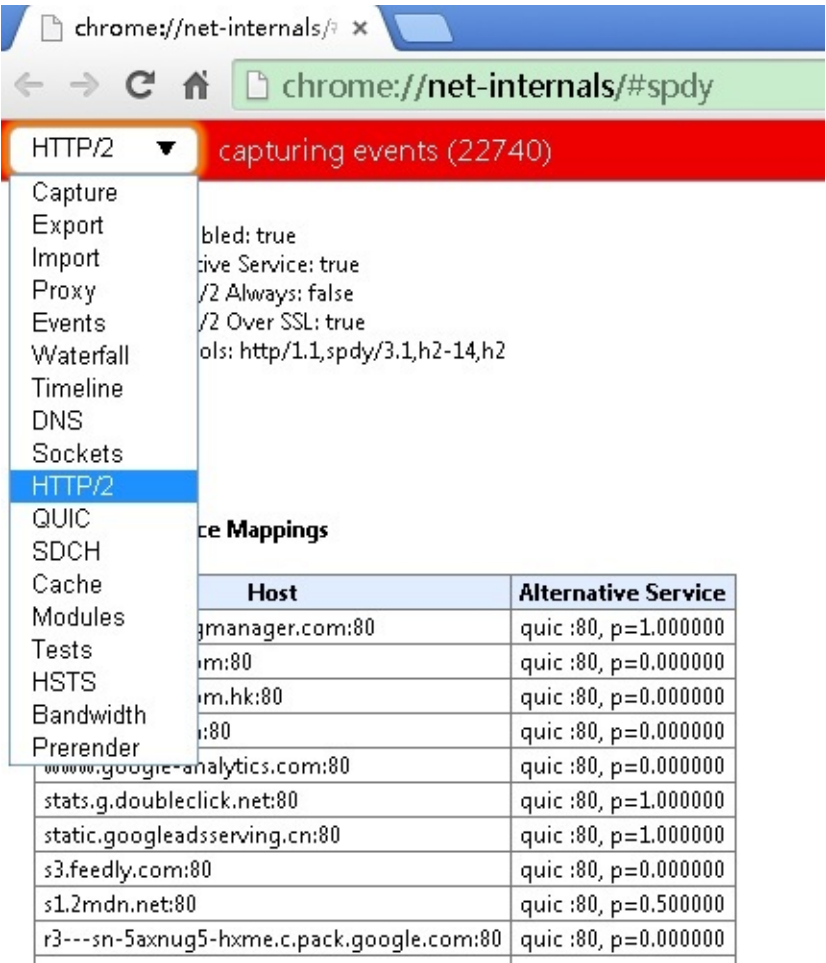 chrome://net-internals/
chrome://net-internals/#spdy
HTTP/2
capturing events (22740)
Capture
Export
Import
Proxy
Events
Waterfall
Timeline
DNS
Sockets
HTTP/2
QUIC
SDCH
Cache
Modules
Tests
HSTS
Bandwidth
Prerender
bled: true
tive Service: true
/2 Always: false
/2 Over SSL: true
ols: http/1.1,spdy/3.1,h2-14,h2
ce Mappings
Host Alternative Service
gmanager.com:80 quic :80, p=1.000000
m:80 quic :80, p=0.000000
m.hk:80 quic :80, p=0.000000
:80 quic :80, p=0.000000
www.google-analytics.com:80 quic :80, p=0.000000
stats.g.doubleclick.net:80 quic :80, p=1.000000
static.googleadsserving.cn:80 quic :80, p=1.000000
s3.feedly.com:80 quic :80, p=0.000000
s1.2mdn.net:80 quic :80, p=0.500000
r3---sn-5axnug5-hxme.c.pack.google.com:80 quic :80, p=0.000000